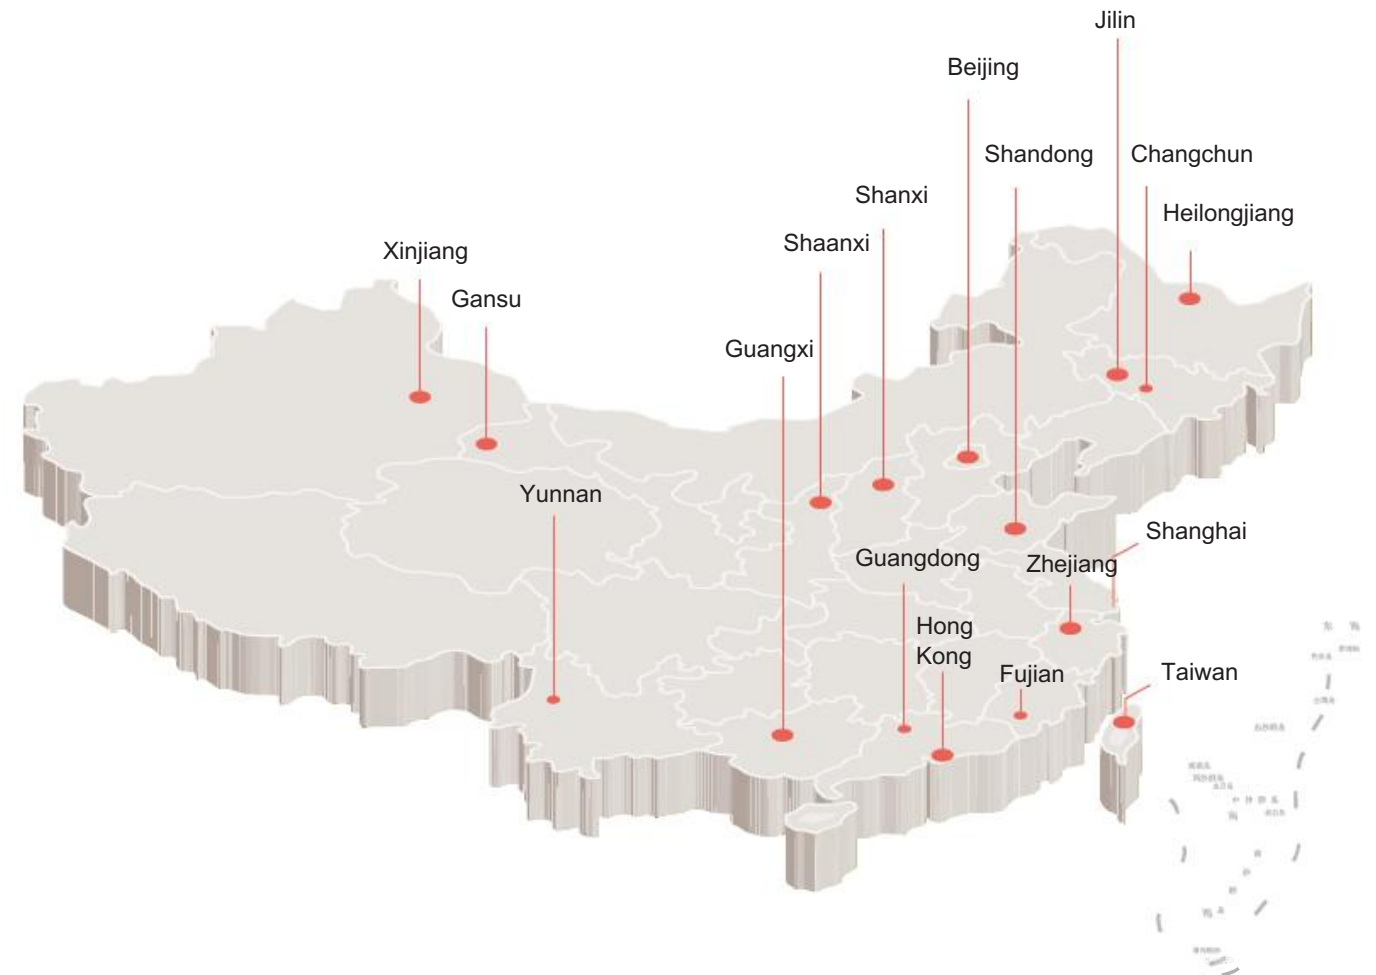 Jilin
Beijing
Shandong
Changchun
Shanxi
Heilongjiang
Shaanxi
Xinjiang
Gansu
Guangxi
Yunnan
Shanghai
Guangdong
Zhejiang
Hong
Kong
Fujian
Taiwan